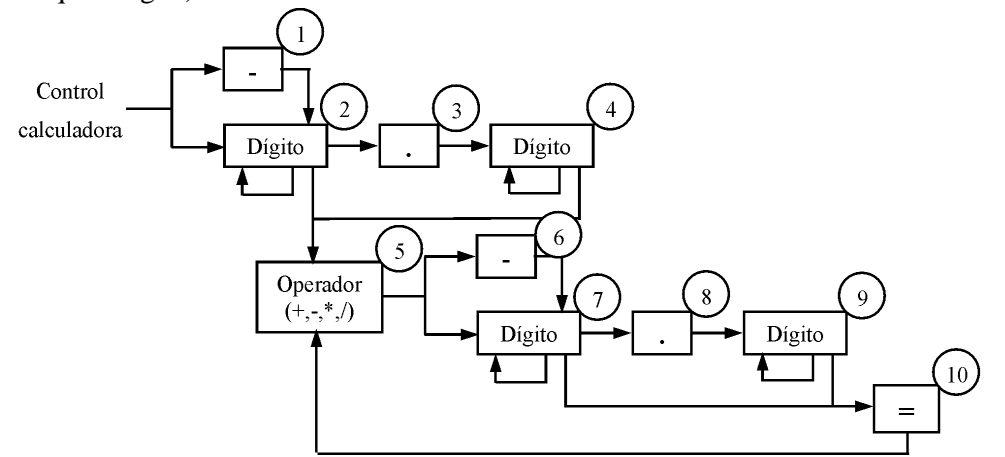 1
-
Control
calculadora
2
3
4
Dígito
.
Dígito
5
6
-
Operador
(+,-,*,/)
7
8
9
Dígito
.
Dígito
10
=